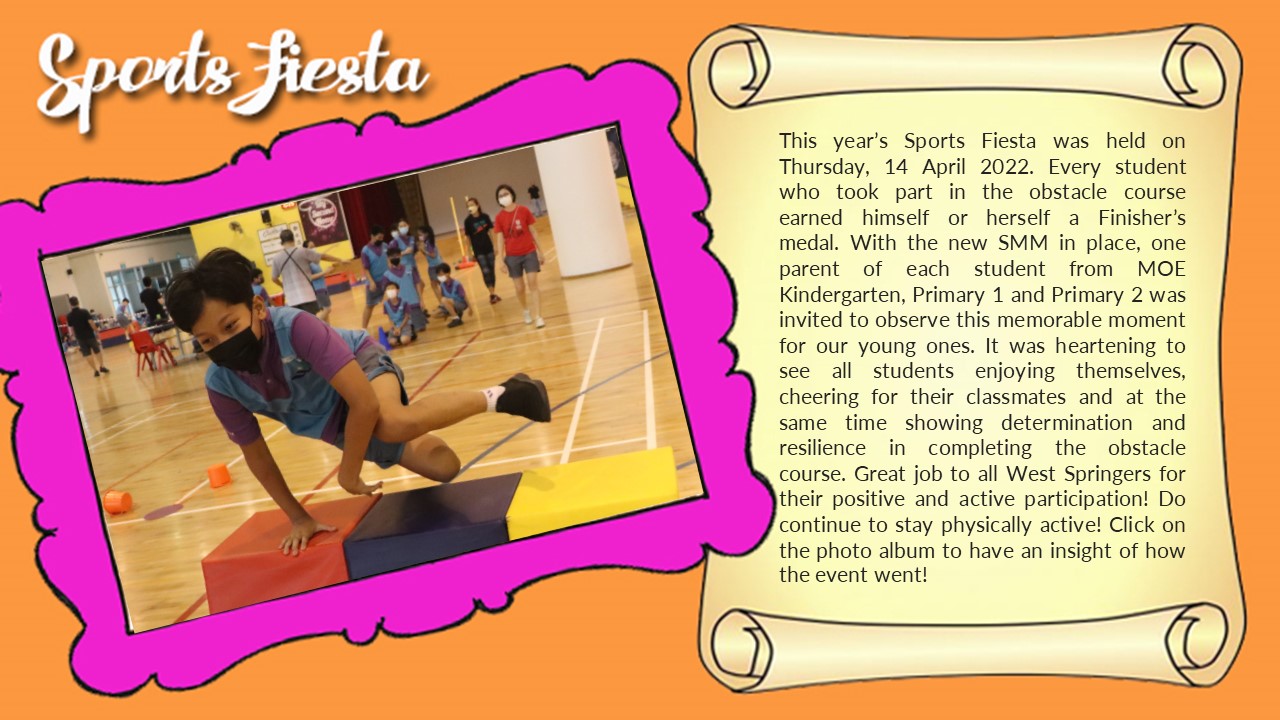 Sports Fiesta
This year’s Sports Fiesta was held on
Thursday, 14 April 2022. Every student
who took part in the obstacle course
earned himself or herself a Finisher’s
medal. With the new SMM in place, one
parent of each student from MOE
Kindergarten, Primary 1 and Primary 2 was
invited to observe this memorable moment
for our young ones. It was heartening to
see all students enjoying themselves,
cheering for their classmates and at the
same time showing determination and
resilience in completing the obstacle
course. Great job to all West Springers for
their positive and active participation! Do
continue to stay physically active! Click on
the photo album to have an insight of how
the event went!